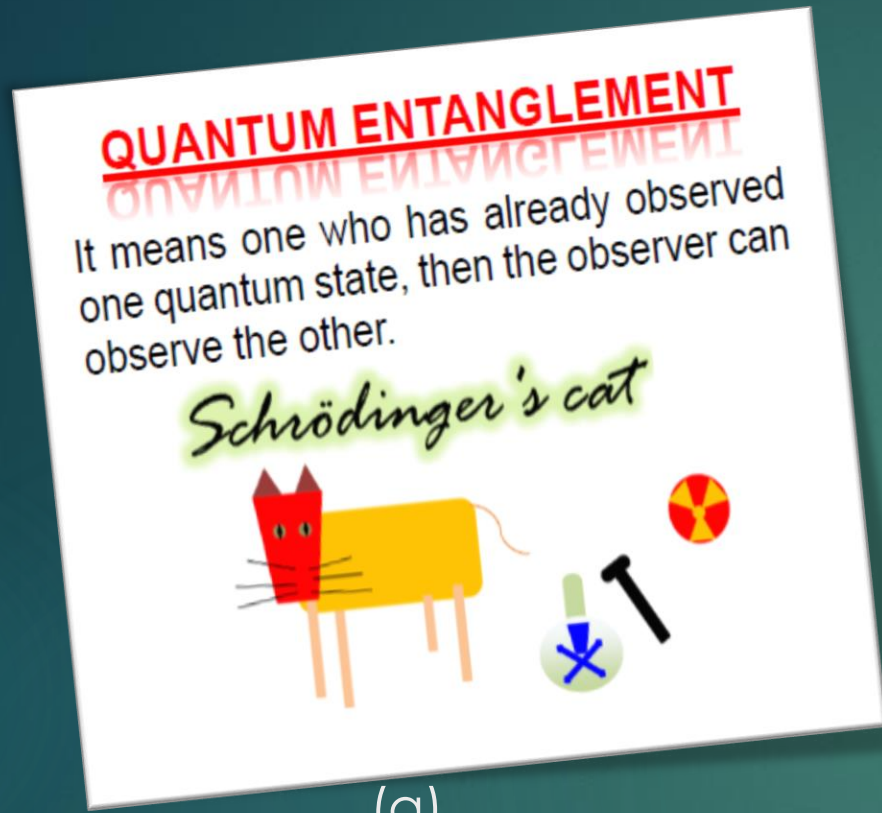 QUANTUM ENTANGLEMENT
It means one who has already observed
one quantum state, then the observer can
observe the other.
Schrödinger's cat
(a)